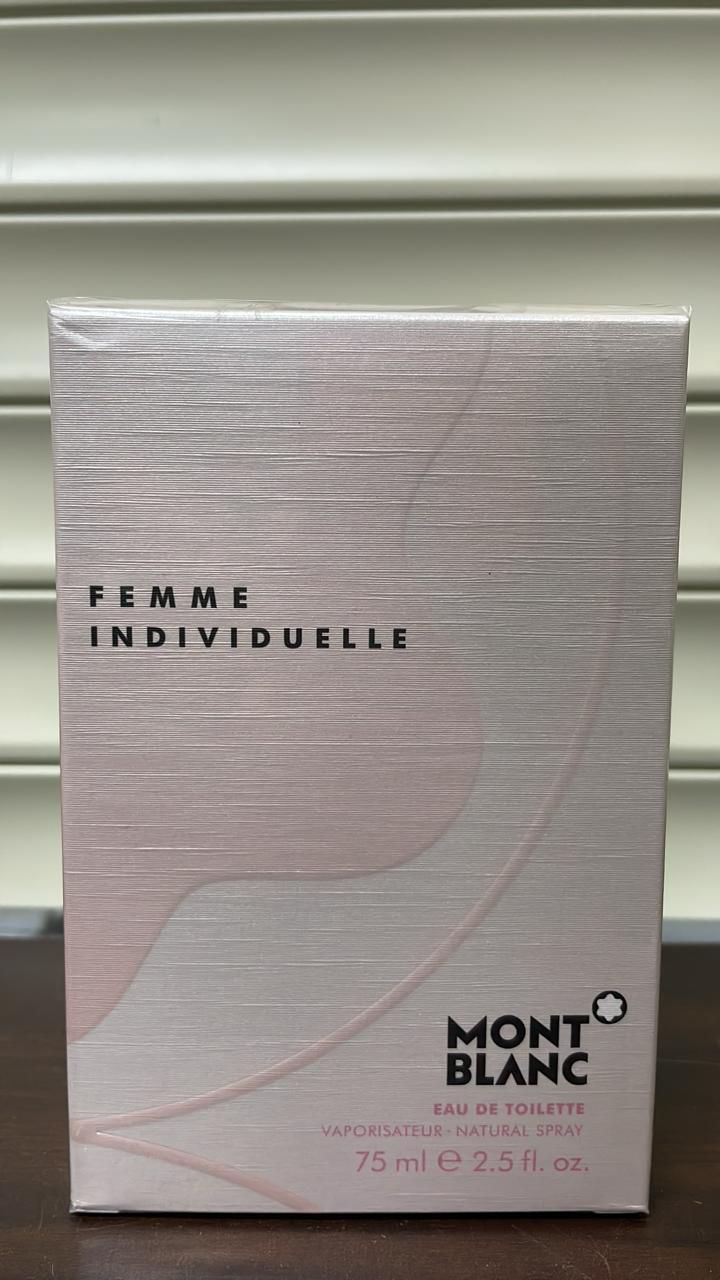 FEMME
INDIVIDUELLE
MONT
BLANC
EAU DE TOILETTE
VAPORISATEUR · NATURAL SPRAY
75 ml ℮ 2.5 fl. oz.